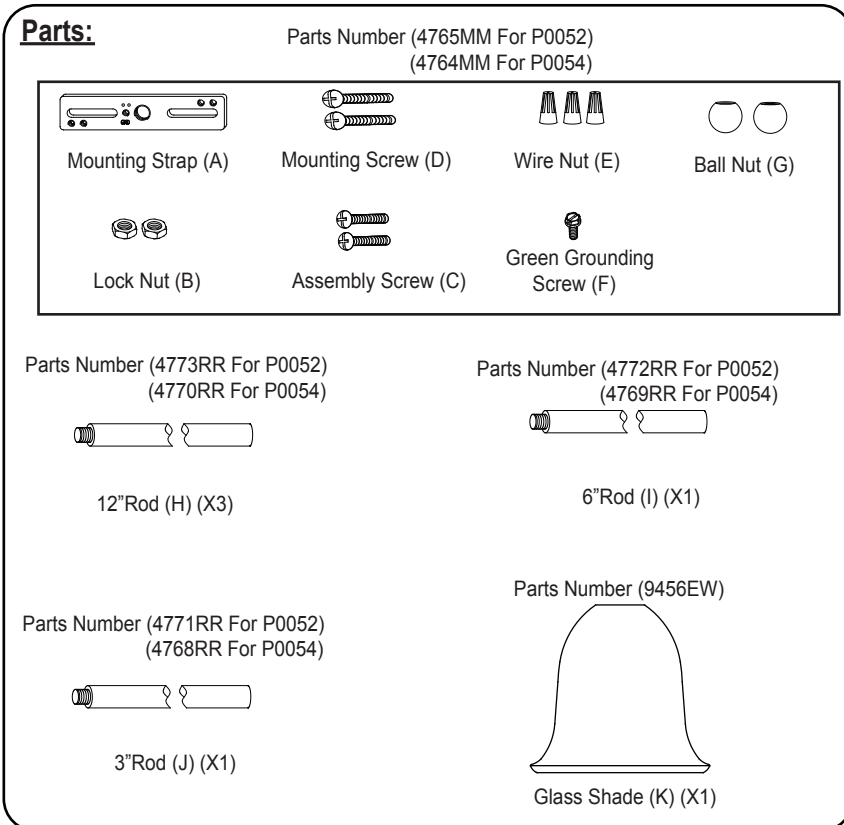 Parts:
Parts Number (4765MM For P0052)
(4764MM For P0054)
Mounting Strap (A)
Mounting Screw (D)
Wire Nut (E)
Ball Nut (G)
Lock Nut (B)
Assembly Screw (C)
Green Grounding
Screw (F)
Parts Number (4773RR For P0052)
(4770RR For P0054)
12”Rod (H) (X3)
Parts Number (4772RR For P0052)
(4769RR For P0054)
6”Rod (I) (X1)
Parts Number (4771RR For P0052)
(4768RR For P0054)
3”Rod (J) (X1)
Parts Number (9456EW)
Glass Shade (K) (X1)